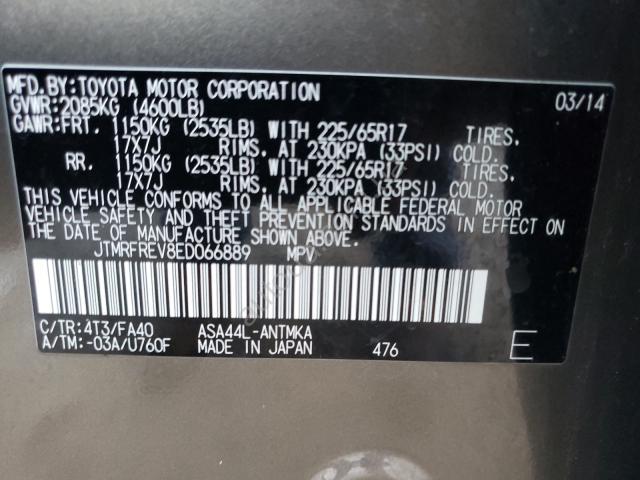 MFD.BY:TOYOTA MOTOR CORPORATION 03/14
GVWR:2085KG (4600LB)
GAWR:FRT. 1150KG (2535LB) WITH 225/65R17 TIRES,
17X7J RIMS, AT 230KPA (33PSI) COLD.
RR. 1150KG (2535LB) WITH 225/65R17 TIRES,
17X7J RIMS, AT 230KPA (33PSI) COLD.
THIS VEHICLE CONFORMS TO ALL APPLICABLE FEDERAL MOTOR
VEHICLE SAFETY AND THEFT PREVENTION STANDARDS IN EFFECT ON
THE DATE OF MANUFACTURE SHOWN ABOVE.
JTMRFREV8ED066889 MPV
C/TR:4T3/FA40 ASA44L-ANTMKA
A/TM:-03A/U760F MADE IN JAPAN 476 E